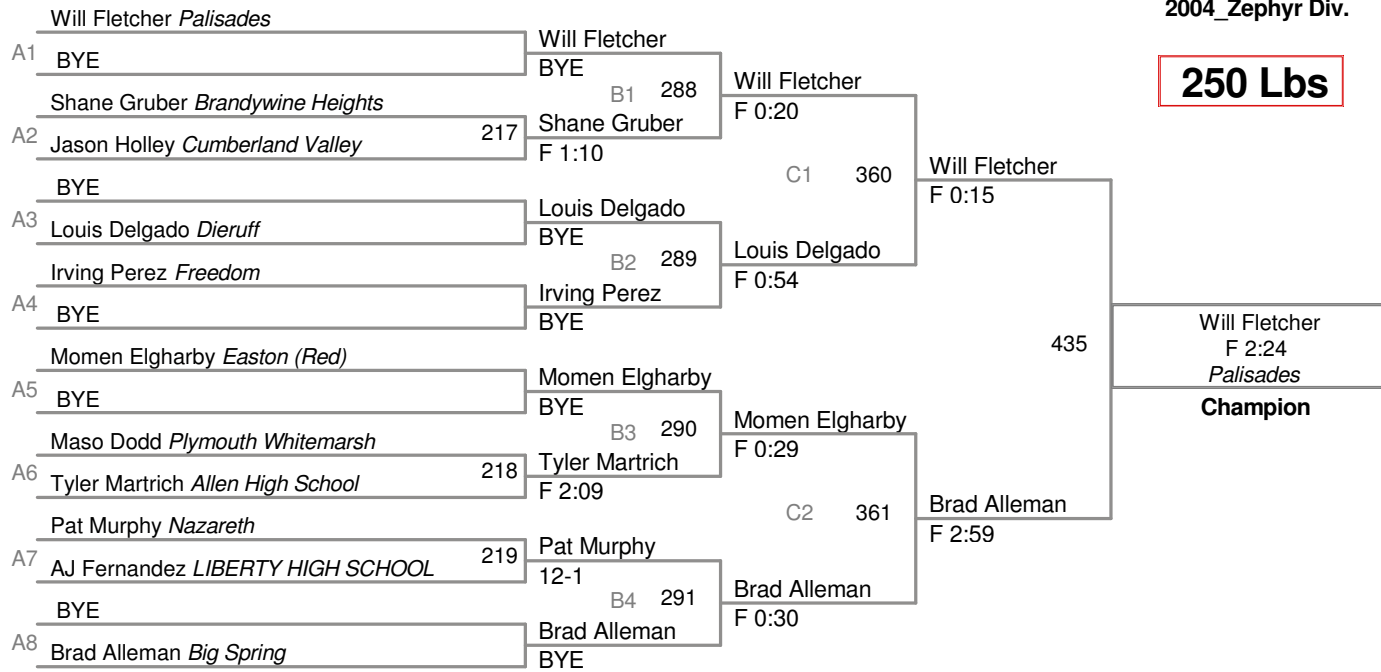 2004_Zephyr Div.
250 Lbs
Will Fletcher Palisades
A1
BYE
Shane Gruber Brandywine Heights
A2
Jason Holley Cumberland Valley
217
BYE
A3
Louis Delgado Dieruff
Irving Perez Freedom
A4
BYE
Momen Elgharby Easton (Red)
A5
BYE
Maso Dodd Plymouth Whitemarsh
A6
Tyler Martrich Allen High School
218
Pat Murphy Nazareth
A7
AJ Fernandez LIBERTY HIGH SCHOOL
219
BYE
A8
Brad Alleman Big Spring
Will Fletcher
BYE
B1 288
Shane Gruber
F 1:10
Louis Delgado
BYE
B2 289
Irving Perez
BYE
Momen Elgharby
BYE
B3 290
Tyler Martrich
F 2:09
Pat Murphy
12-1
B4 291
Brad Alleman
BYE
Will Fletcher
F 0:20
C1 360
Louis Delgado
F 0:54
Momen Elgharby
F 0:29
C2 361
Brad Alleman
F 0:30
Will Fletcher
F 0:15
435
Brad Alleman
F 2:59
Will Fletcher
F 2:24
Palisades
Champion